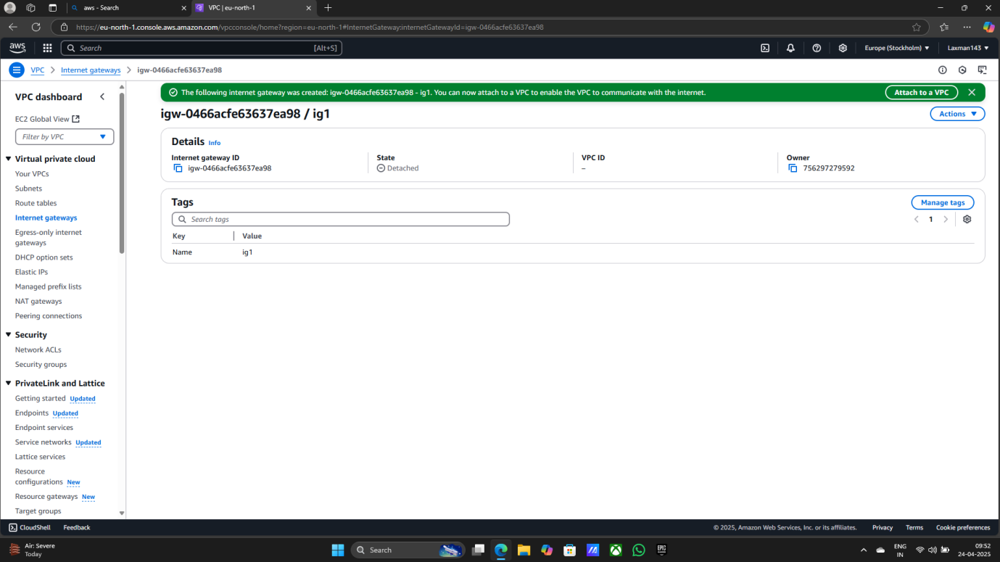 aws - Search
VPC | eu-north-1
https://eu-north-1.console.aws.amazon.com/vpcconsole/home?region=eu-north-1#InternetGateway:internetGatewayId=igw-0466acfe63637ea98
aws
Search [Alt+S]
Europe (Stockholm)
Laxman143
VPC
Internet gateways
igw-0466acfe63637ea98
VPC dashboard
EC2 Global View
Filter by VPC
Virtual private cloud
Your VPCs
Subnets
Route tables
Internet gateways
Egress-only internet
gateways
DHCP option sets
Elastic IPs
Managed prefix lists
NAT gateways
Peering connections
Security
Network ACLs
Security groups
PrivateLink and Lattice
Getting started Updated
Endpoints Updated
Endpoint services
Service networks Updated
Lattice services
Resource
configurations New
Resource gateways New
Target groups
The following internet gateway was created: igw-0466acfe63637ea98 - ig1. You can now attach to a VPC to enable the VPC to communicate with the internet.
Attach to a VPC
igw-0466acfe63637ea98 / ig1
Actions
Details Info
Internet gateway ID
igw-0466acfe63637ea98
State
Detached
VPC ID
–
Owner
756297279592
Tags
Manage tags
Search tags
1
Key Value
Name ig1
CloudShell
Feedback
© 2025, Amazon Web Services, Inc. or its affiliates.
Privacy
Terms
Cookie preferences
Air: Severe
Today
Search
EPIC
GAMES
ENG
IN
09:52
24-04-2025